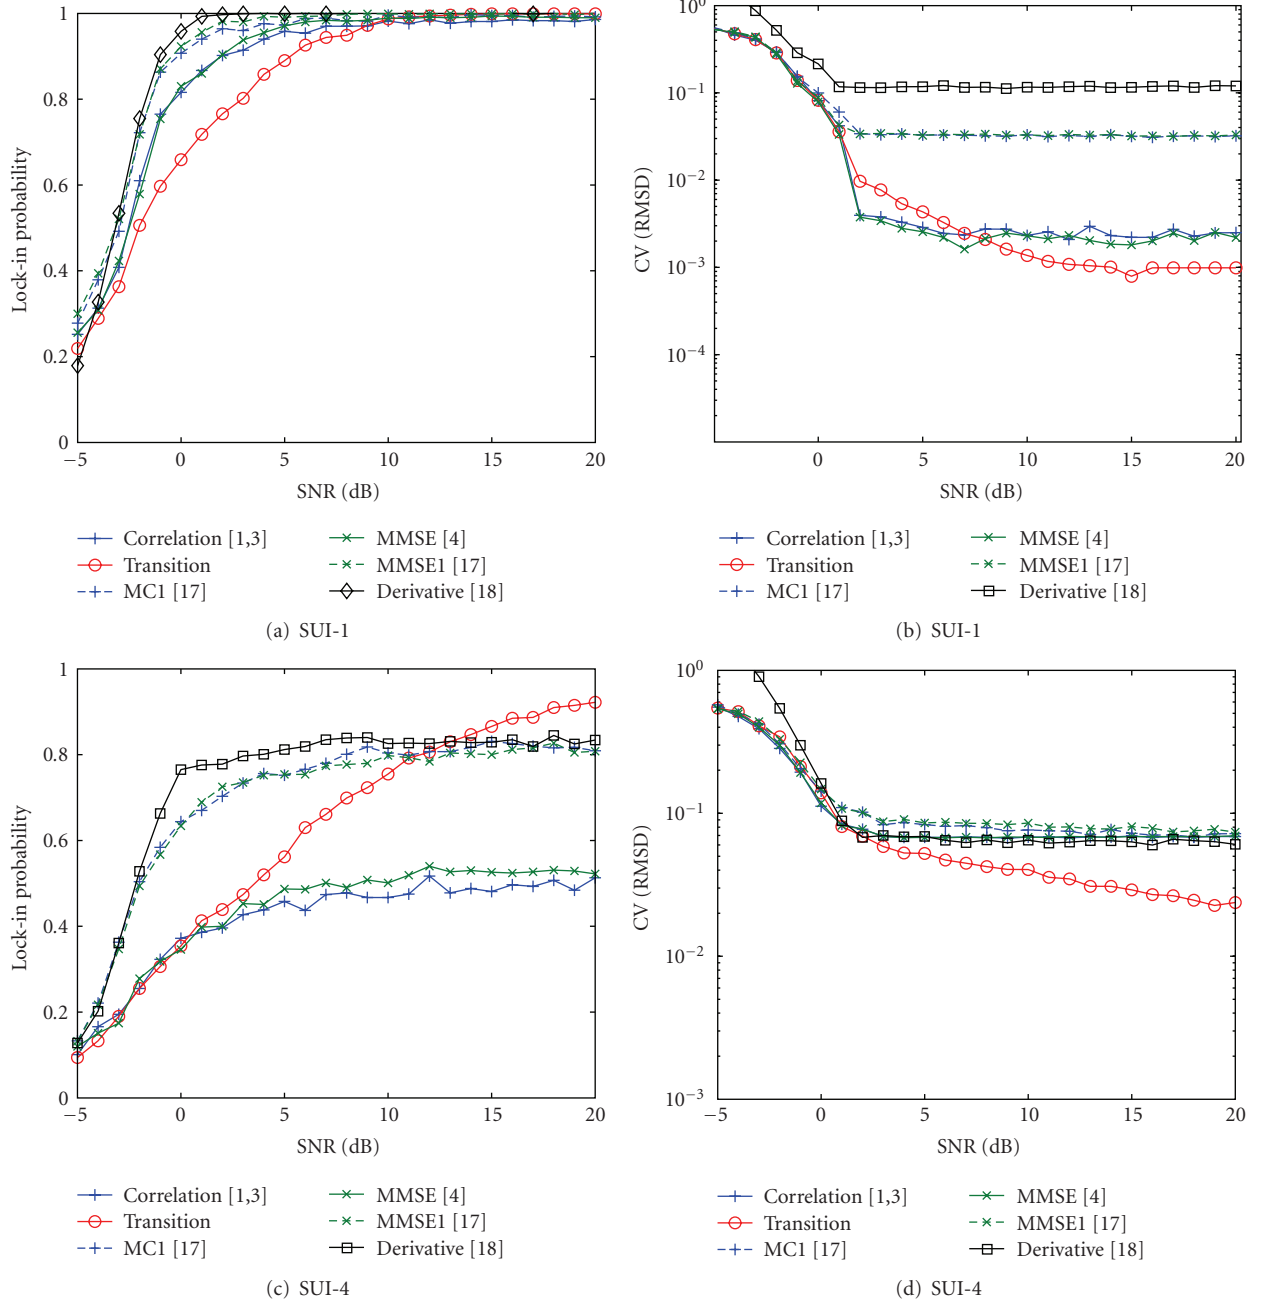 1
0.8
0.6
0.4
0.2
0
−5
0
5
10
15
20
Lock-in probability
SNR (dB)
Correlation [1,3]
Transition
MC1 [17]
MMSE [4]
MMSE1 [17]
Derivative [18]
(a) SUI-1
10⁰
10⁻¹
10⁻²
10⁻³
10⁻⁴
0
5
10
15
20
CV (RMSD)
SNR (dB)
Correlation [1,3]
Transition
MC1 [17]
MMSE [4]
MMSE1 [17]
Derivative [18]
(b) SUI-1
1
0.8
0.6
0.4
0.2
0
−5
0
5
10
15
20
Lock-in probability
SNR (dB)
Correlation [1,3]
Transition
MC1 [17]
MMSE [4]
MMSE1 [17]
Derivative [18]
(c) SUI-4
10⁰
10⁻¹
10⁻²
10⁻³
−5
0
5
10
15
20
CV (RMSD)
SNR (dB)
Correlation [1,3]
Transition
MC1 [17]
MMSE [4]
MMSE1 [17]
Derivative [18]
(d) SUI-4